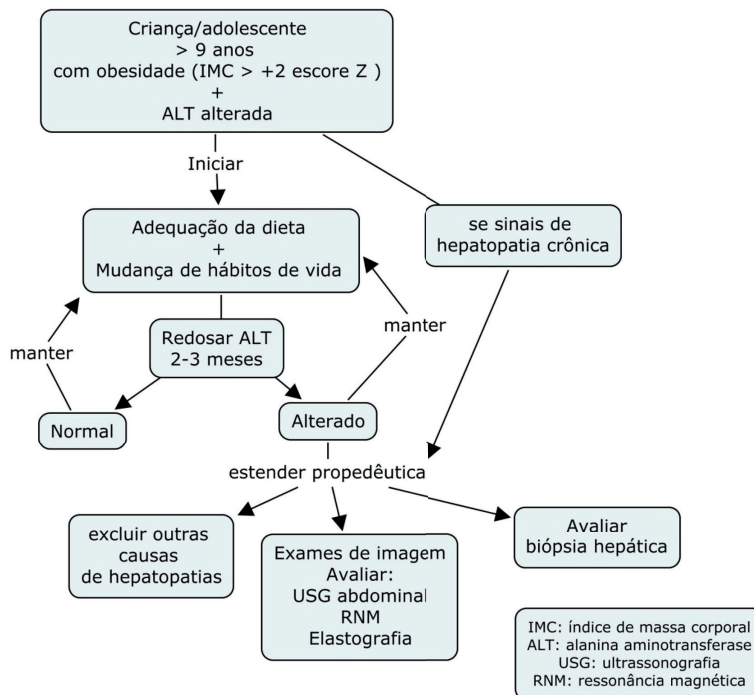 Criança/adolescente
> 9 anos
com obesidade (IMC > +2 escore Z )
+
ALT alterada
Iniciar
Adequação da dieta
+
Mudança de hábitos de vida
se sinais de
hepatopatia crônica
manter
Redosar ALT
2-3 meses
manter
Normal
Alterado
estender propedêutica
excluir outras
causas
de hepatopatias
Exames de imagem
Avaliar:
USG abdominal
RNM
Elastografia
Avaliar
biópsia hepática
IMC: índice de massa corporal
ALT: alanina aminotransferase
USG: ultrassonografia
RNM: ressonância magnética